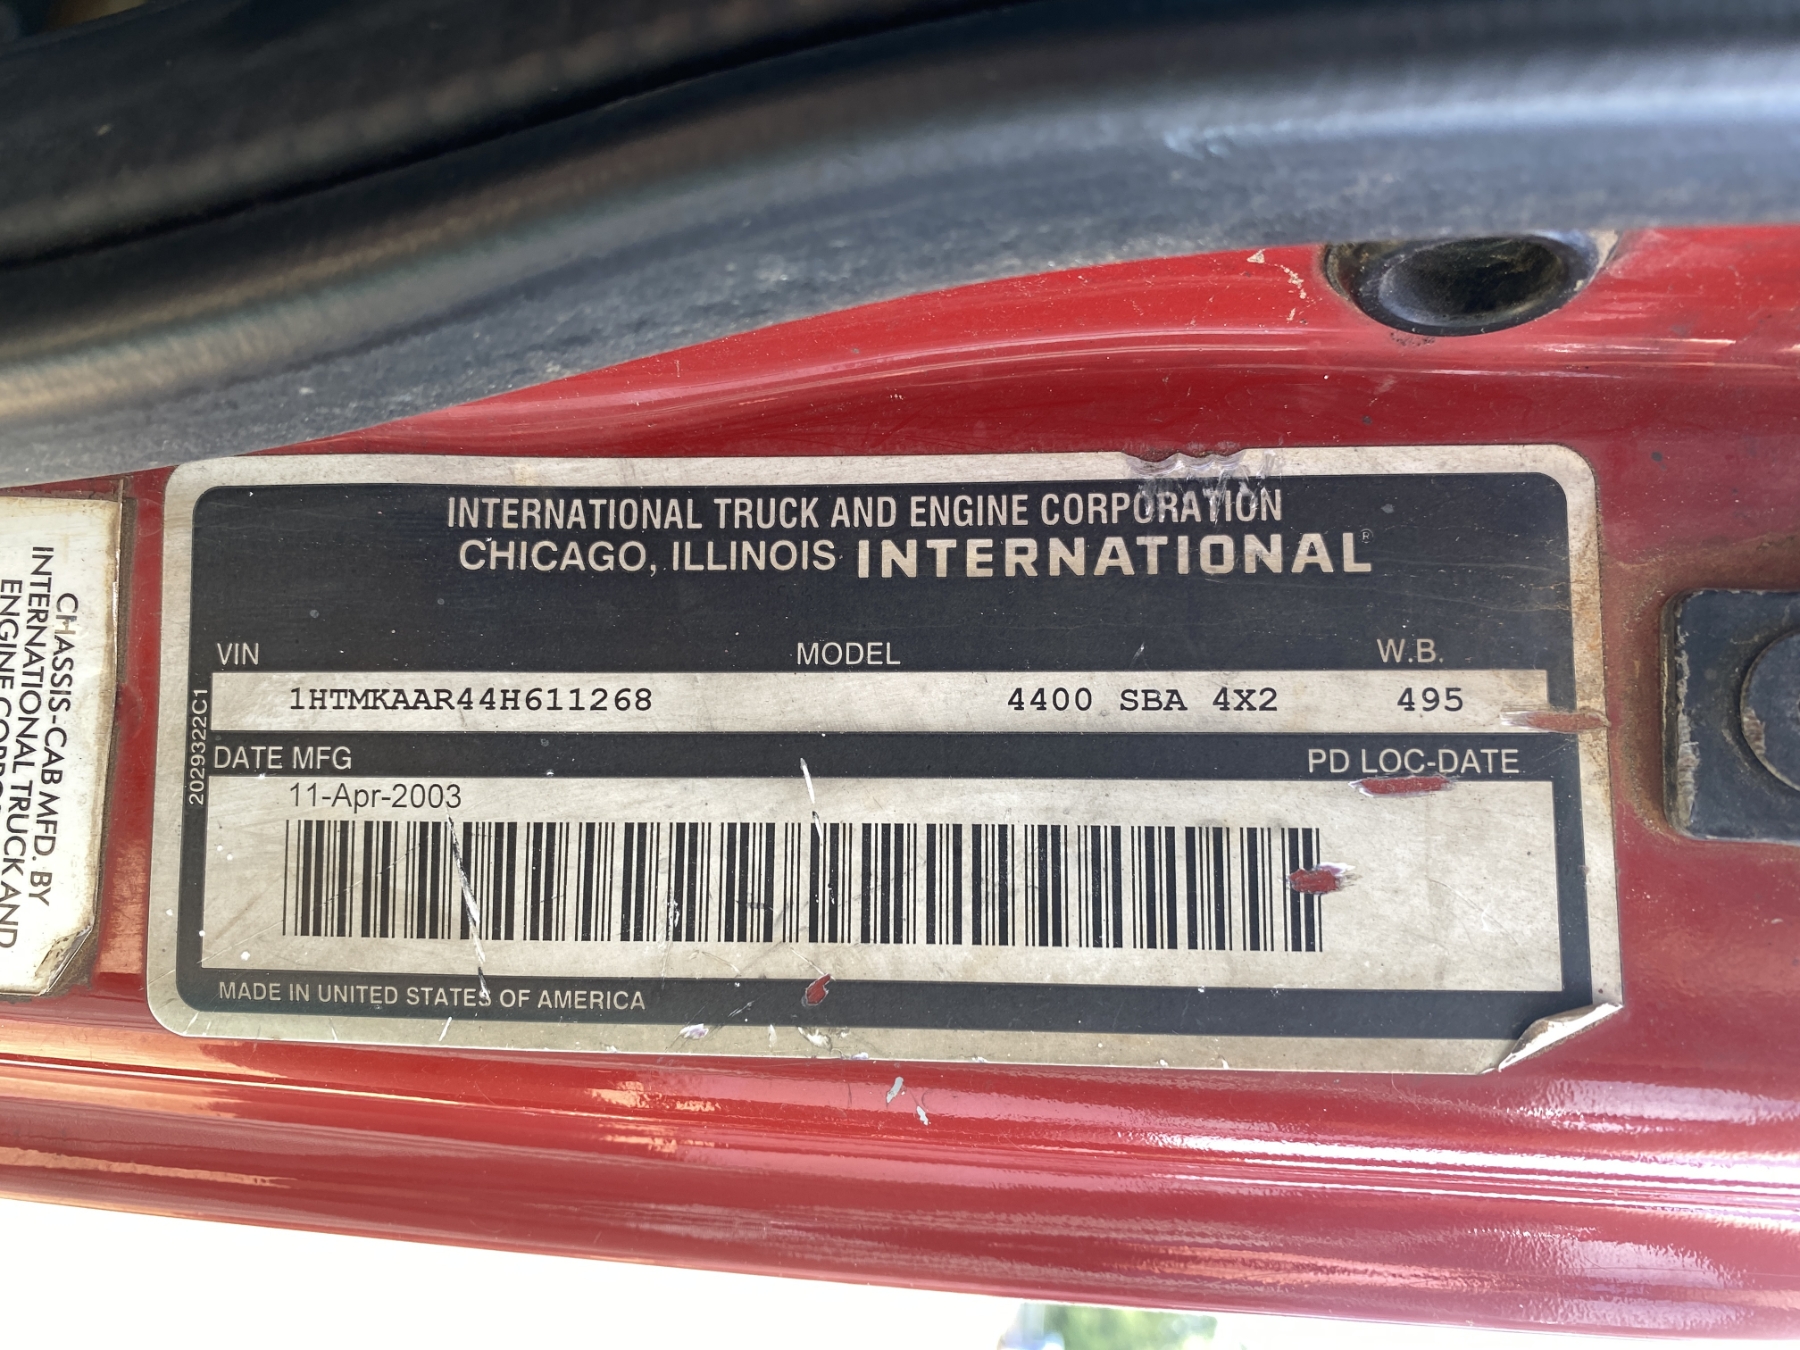 INTERNATIONAL TRUCK AND ENGINE CORPORATION
CHICAGO, ILLINOIS INTERNATIONAL®
VIN MODEL W.B.
1HTMKAAR44H611268 4400 SBA 4X2 495
2029322C1
DATE MFG PD LOC-DATE
11-Apr-2003
MADE IN UNITED STATES OF AMERICA
CHASSIS-CAB MFD. BY
INTERNATIONAL TRUCK AND